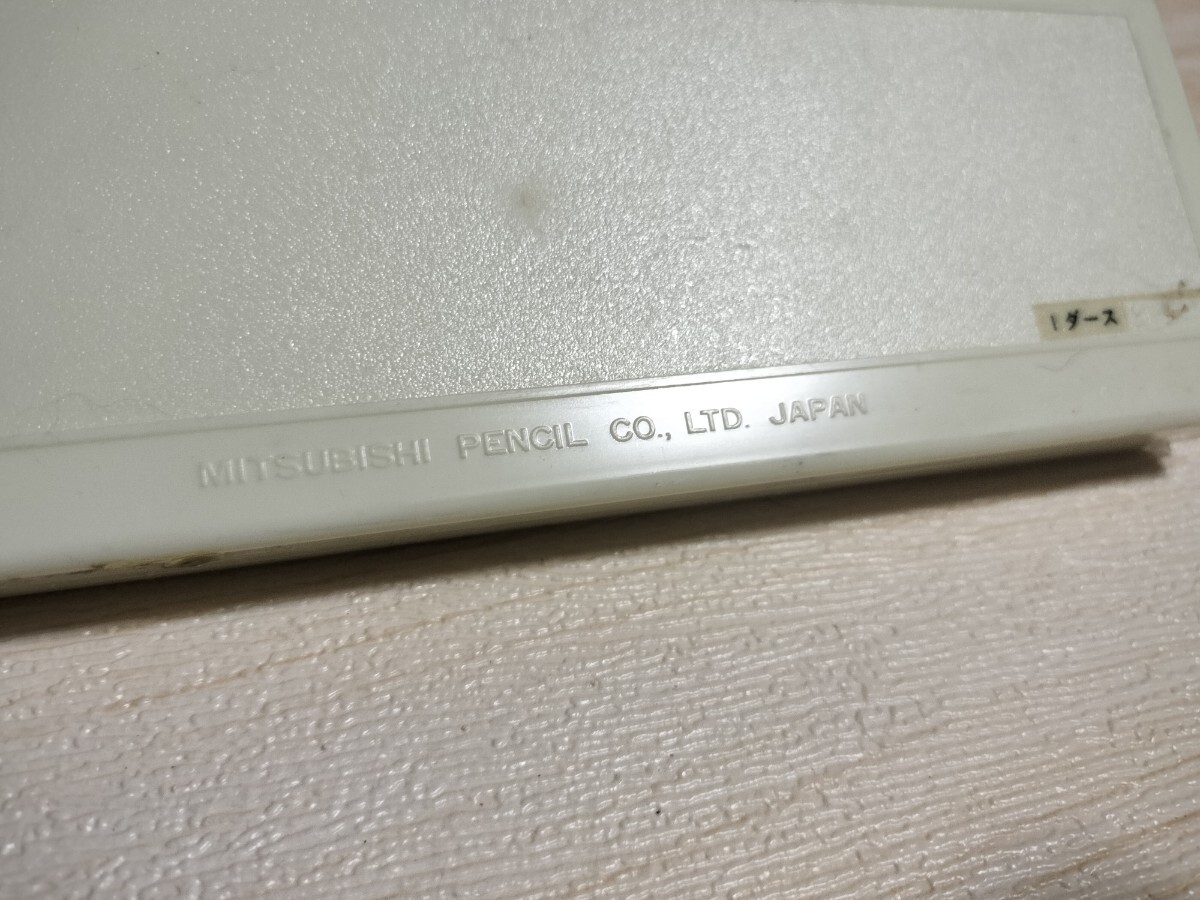 1ダース
MITSUBISHI PENCIL CO., LTD. JAPAN